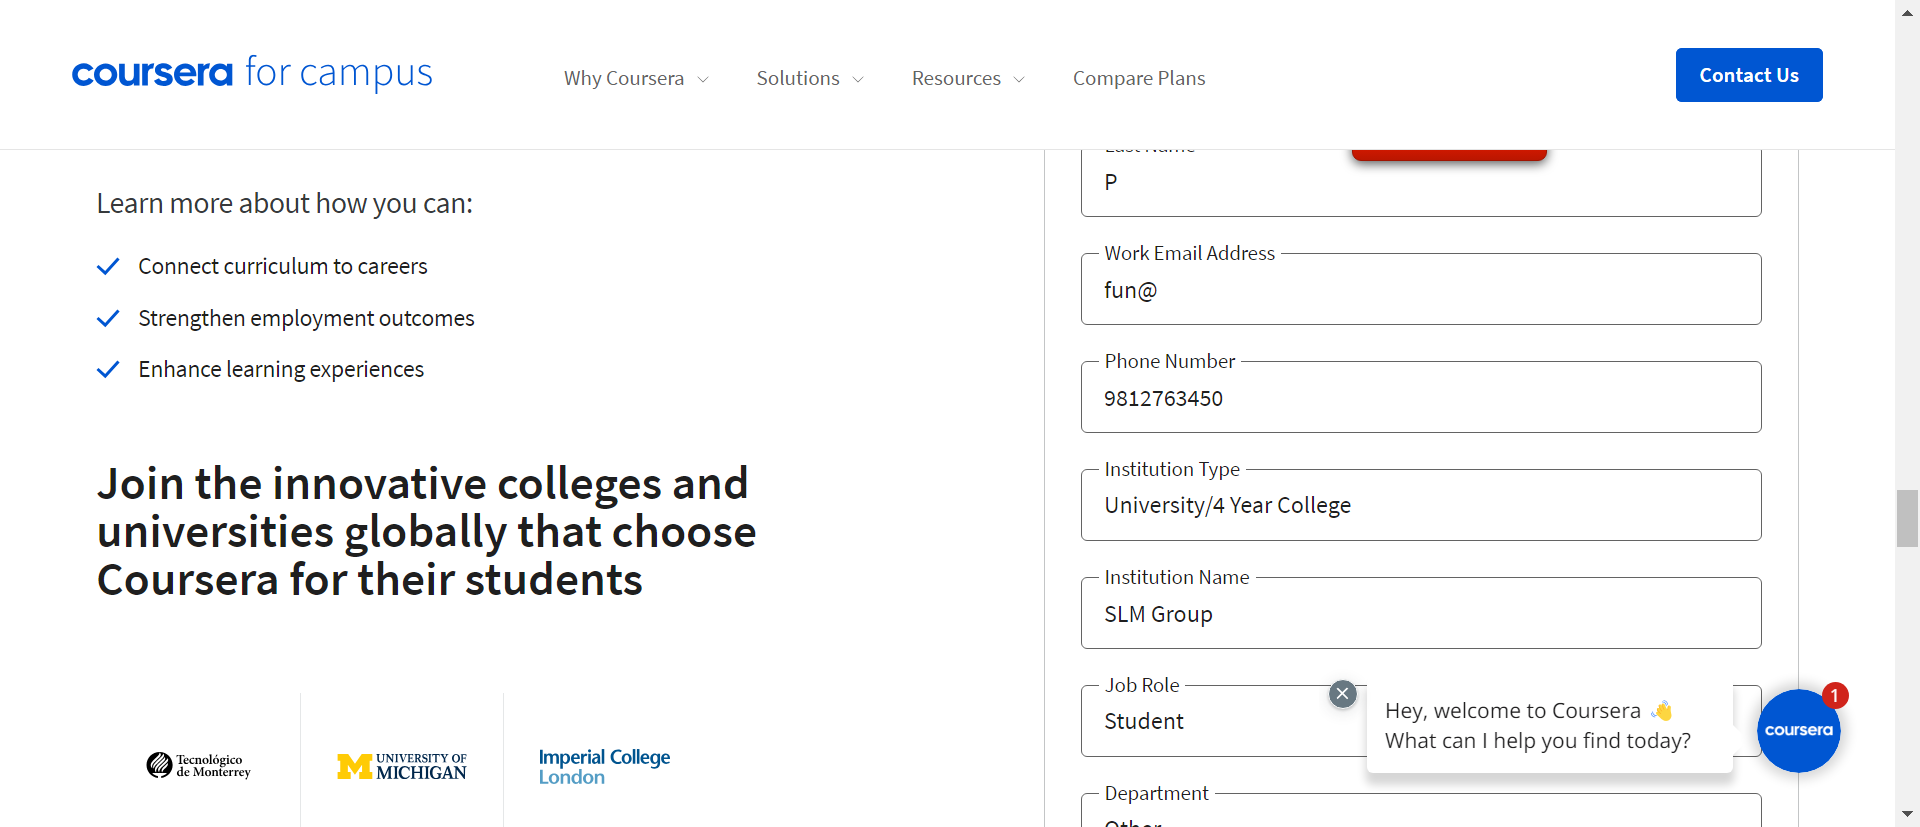 coursera for campus
Why Coursera
Solutions
Resources
Compare Plans
Contact Us
Learn more about how you can:
Connect curriculum to careers
Strengthen employment outcomes
Enhance learning experiences
Join the innovative colleges and
universities globally that choose
Coursera for their students
Tecnológico
de Monterrey
M UNIVERSITY OF
MICHIGAN
Imperial College
London
Last Name
P
Work Email Address
fun@
Phone Number
9812763450
Institution Type
University/4 Year College
Institution Name
SLM Group
Job Role
Student
Department
Other
Hey, welcome to Coursera 👋
What can I help you find today?
coursera
1